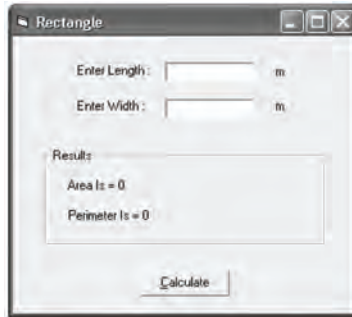 Rectangle
Enter Length : m
Enter Width : m
Results
Area Is = 0
Perimeter Is = 0
Calculate